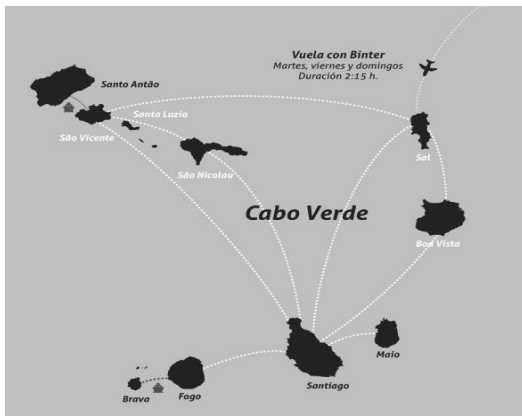 Vuela con Binter
Martes, viernes y domingos
Duración 2:15 h.
Santo Antão
Santa Luzia
São Vicente
Sal
São Nicolau
Cabo Verde
Boa Vista
Maio
Santiago
Fogo
Brava